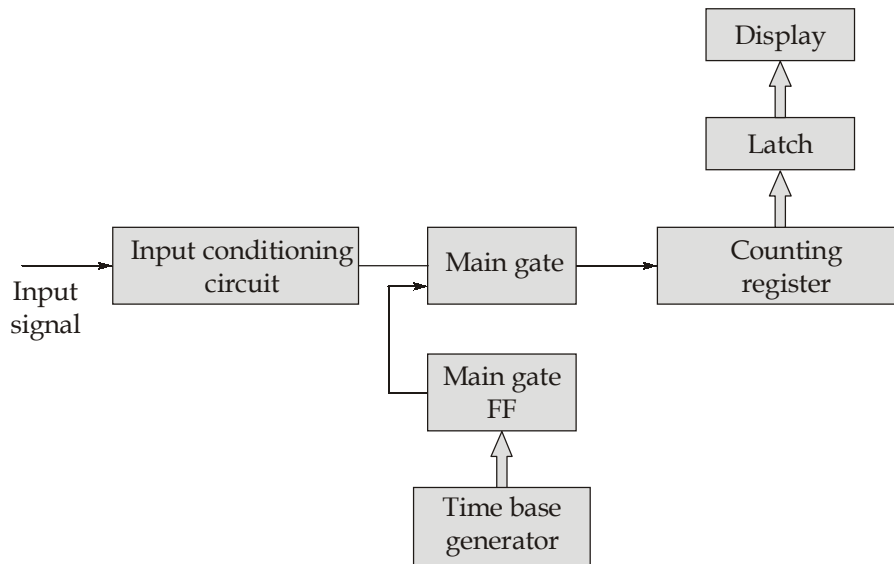 Display
Latch
Input conditioning
circuit
Main gate
Counting
register
Input
signal
Main gate
FF
Time base
generator